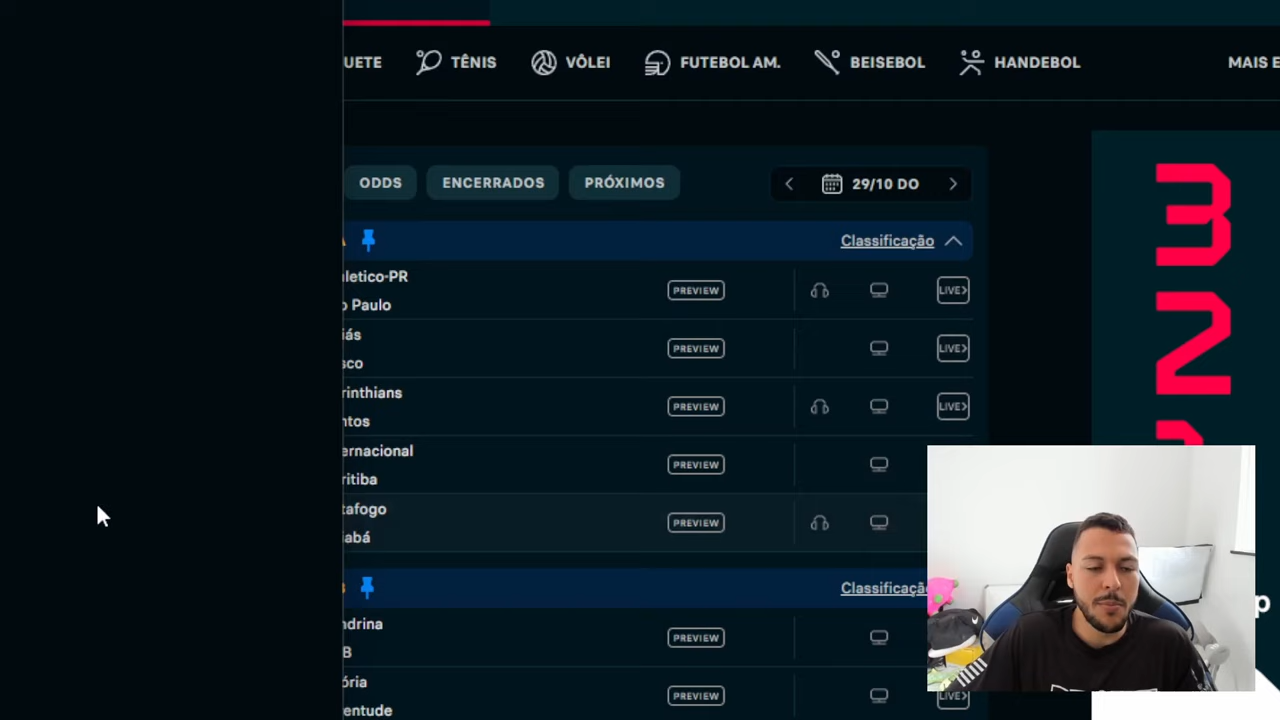 UETE TÊNIS VÔLEI FUTEBOL AM. BEISEBOL HANDEBOL MAIS E
ODDS ENCERRADOS PRÓXIMOS 29/10 DO
Classificação
letico-PR
PREVIEW LIVE
o Paulo
iás
PREVIEW LIVE
sco
rinthians
PREVIEW LIVE
ntos
ernacional
PREVIEW
ritiba
tafogo
PREVIEW
iabá
Classificaçã
ndrina
PREVIEW
B
ória
PREVIEW LIVE
entude